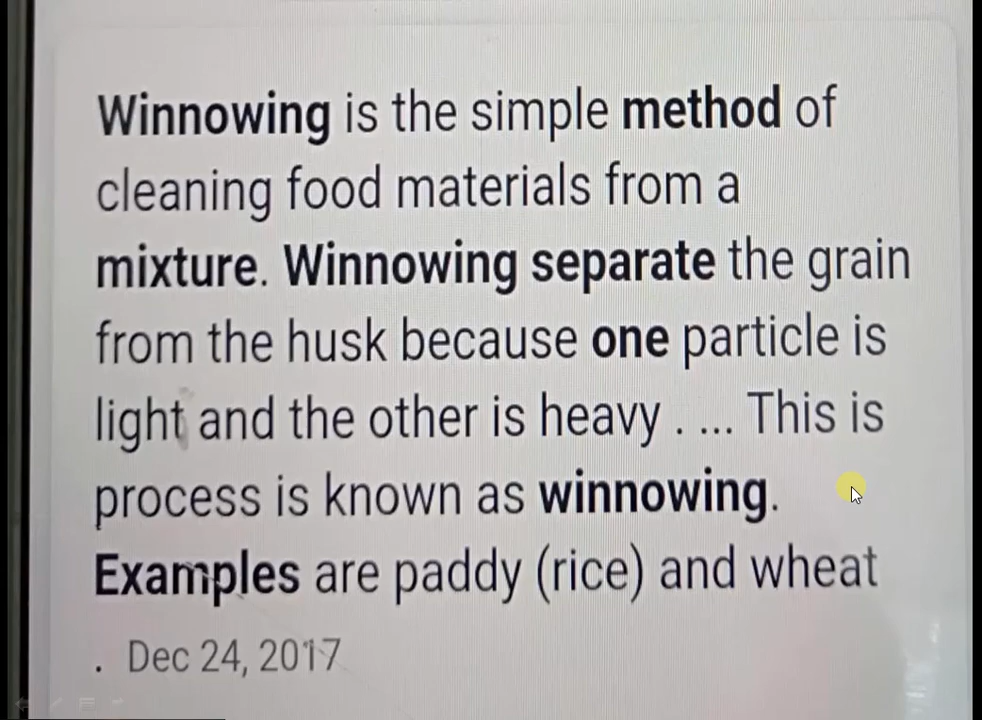 Winnowing is the simple method of
cleaning food materials from a
mixture. Winnowing separate the grain
from the husk because one particle is
light and the other is heavy . ... This is
process is known as winnowing.
Examples are paddy (rice) and wheat
. Dec 24, 2017